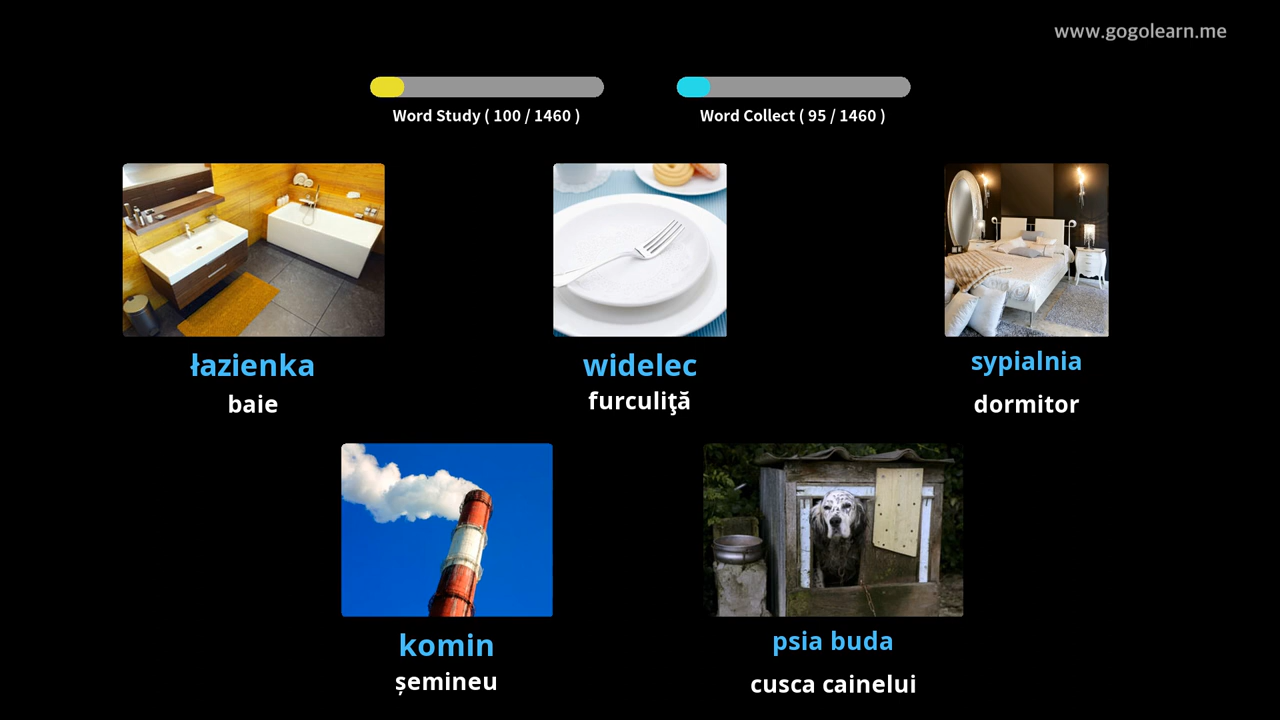 www.gogolearn.me
Word Study ( 100 / 1460 )
Word Collect ( 95 / 1460 )
łazienka
baie
widelec
furculiţă
sypialnia
dormitor
komin
șemineu
psia buda
cusca cainelui